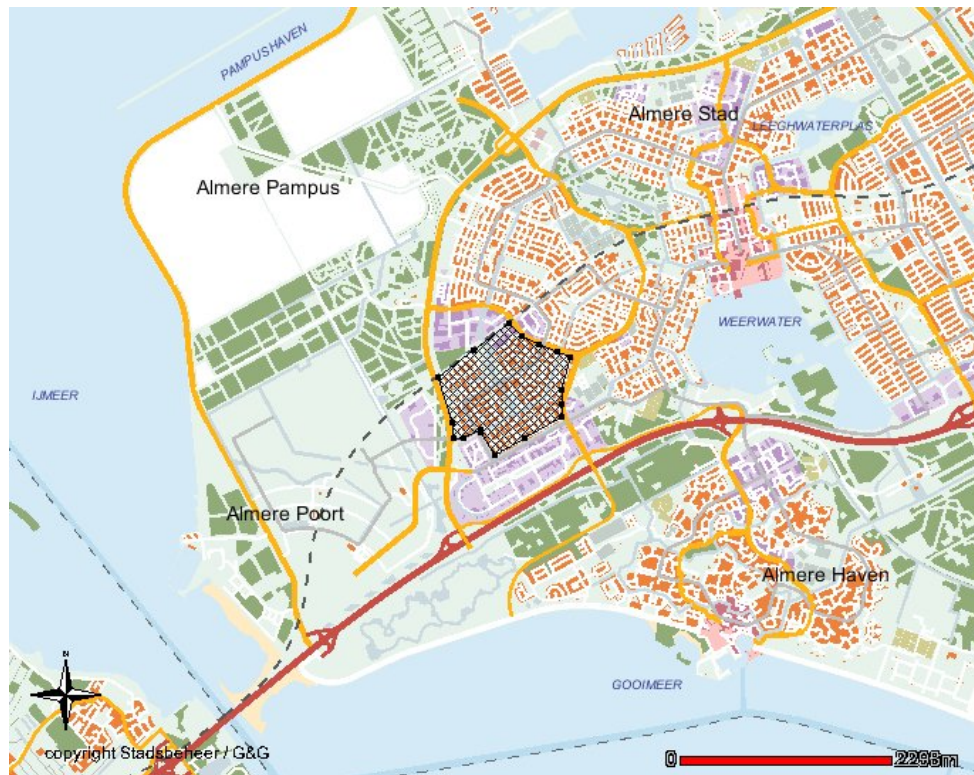 PAMPUSHAVEN
Almere Stad
LEEGHWATERPLAS
Almere Pampus
WEERWATER
IJMEER
Almere Poort
Almere Haven
GOOIMEER
N
copyright Stadsbeheer / G&G
0 2298m